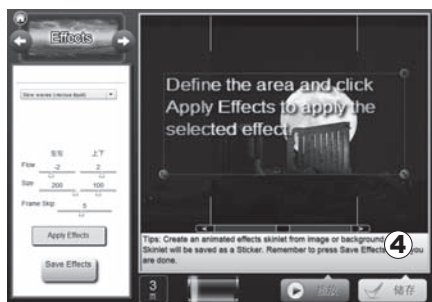 Effects
Slow waves (various liquid)
左右 上下
Flow -2 2
Size 200 100
Frame Skip 5
Apply Effects
Save Effects
Define the area and click
Apply Effects to apply the
selected effect
Tips: Create an animated effects skinlet from image or background
Skinlet will be saved as a Sticker. Remember to press Save Effects
are done.
④
3
页
储存